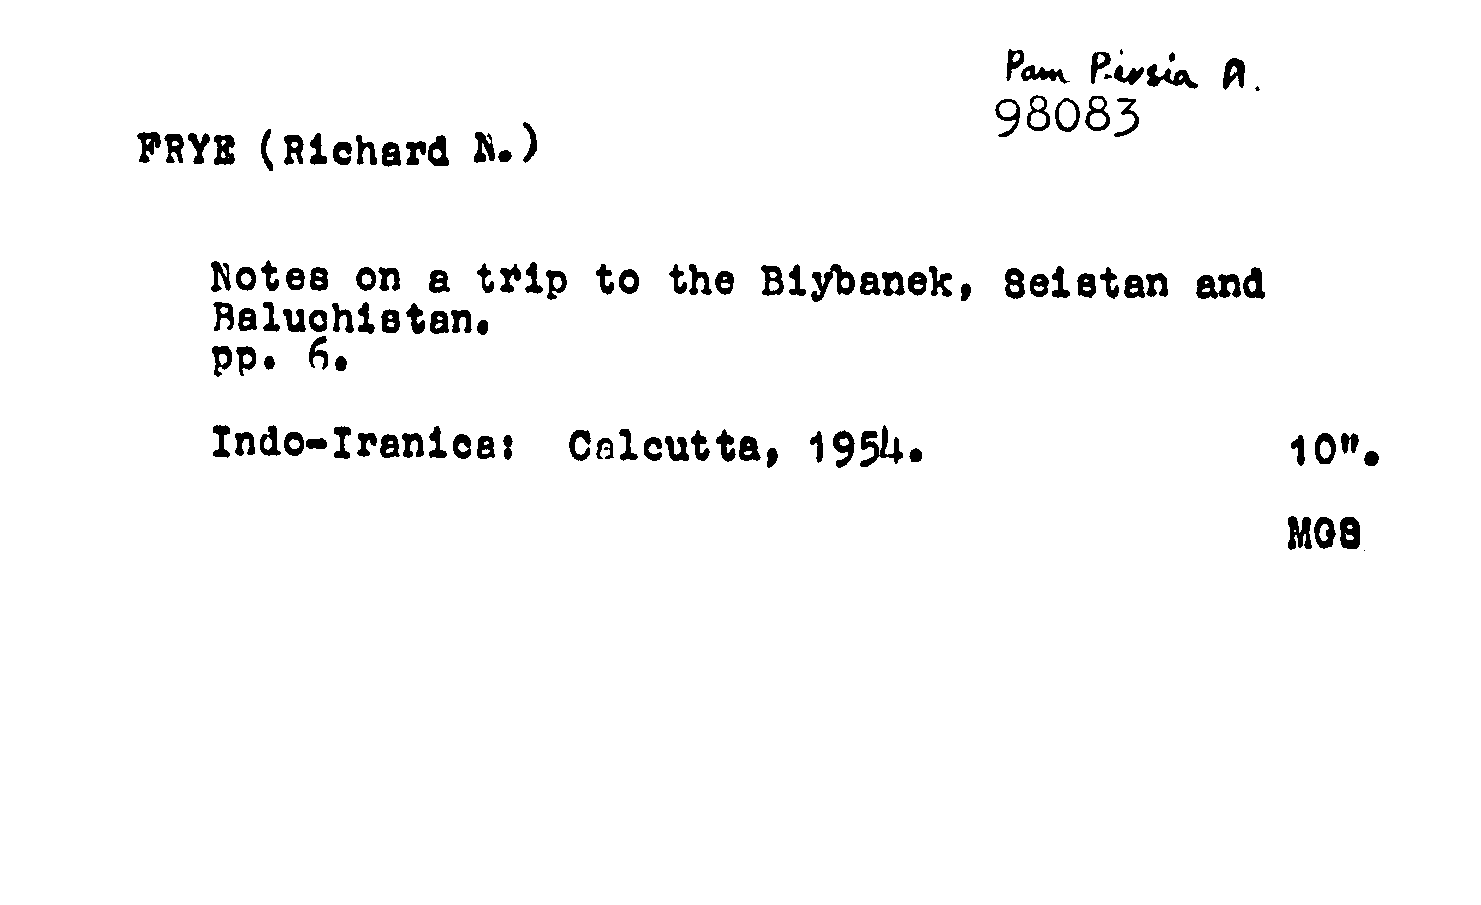 Pam Persia A.
98083
FRYE (Richard N.)
Notes on a trip to the Biybanek, Seistan and
Baluchistan.
pp. 6.
Indo-Iranica: Calcutta, 1954. 10".
MGS